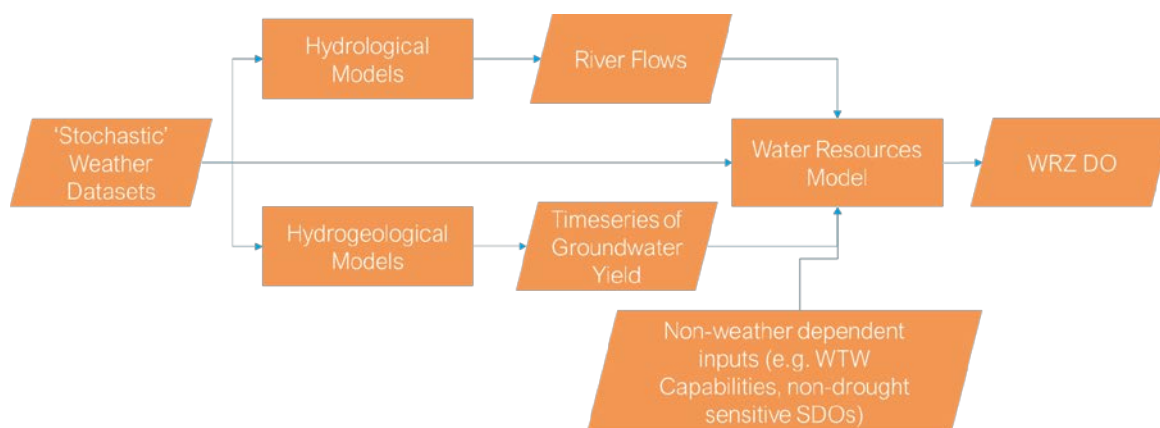 Hydrological
Models
River Flows
'Stochastic'
Weather
Datasets
Water Resources
Model
WRZ DO
Hydrogeological
Models
Timeseries of
Groundwater
Yield
Non-weather dependent
inputs (e.g. WTW
Capabilities, non-drought
sensitive SDOs)